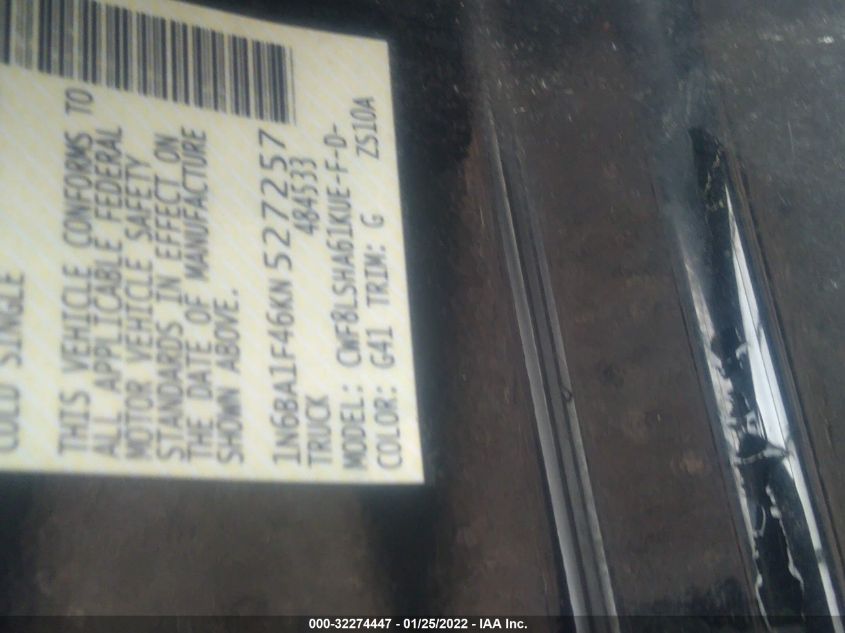 COLD SINGLE
THIS VEHICLE CONFORMS TO
ALL APPLICABLE FEDERAL
MOTOR VEHICLE SAFETY
STANDARDS IN EFFECT ON
THE DATE OF MANUFACTURE
SHOWN ABOVE.
1N6BA1F46KN527257
TRUCK 484533
MODEL: CWF8LSHA61KUE-F-D-
COLOR: G41 TRIM: G ZS10A
000-32274447 - 01/25/2022 - IAA Inc.